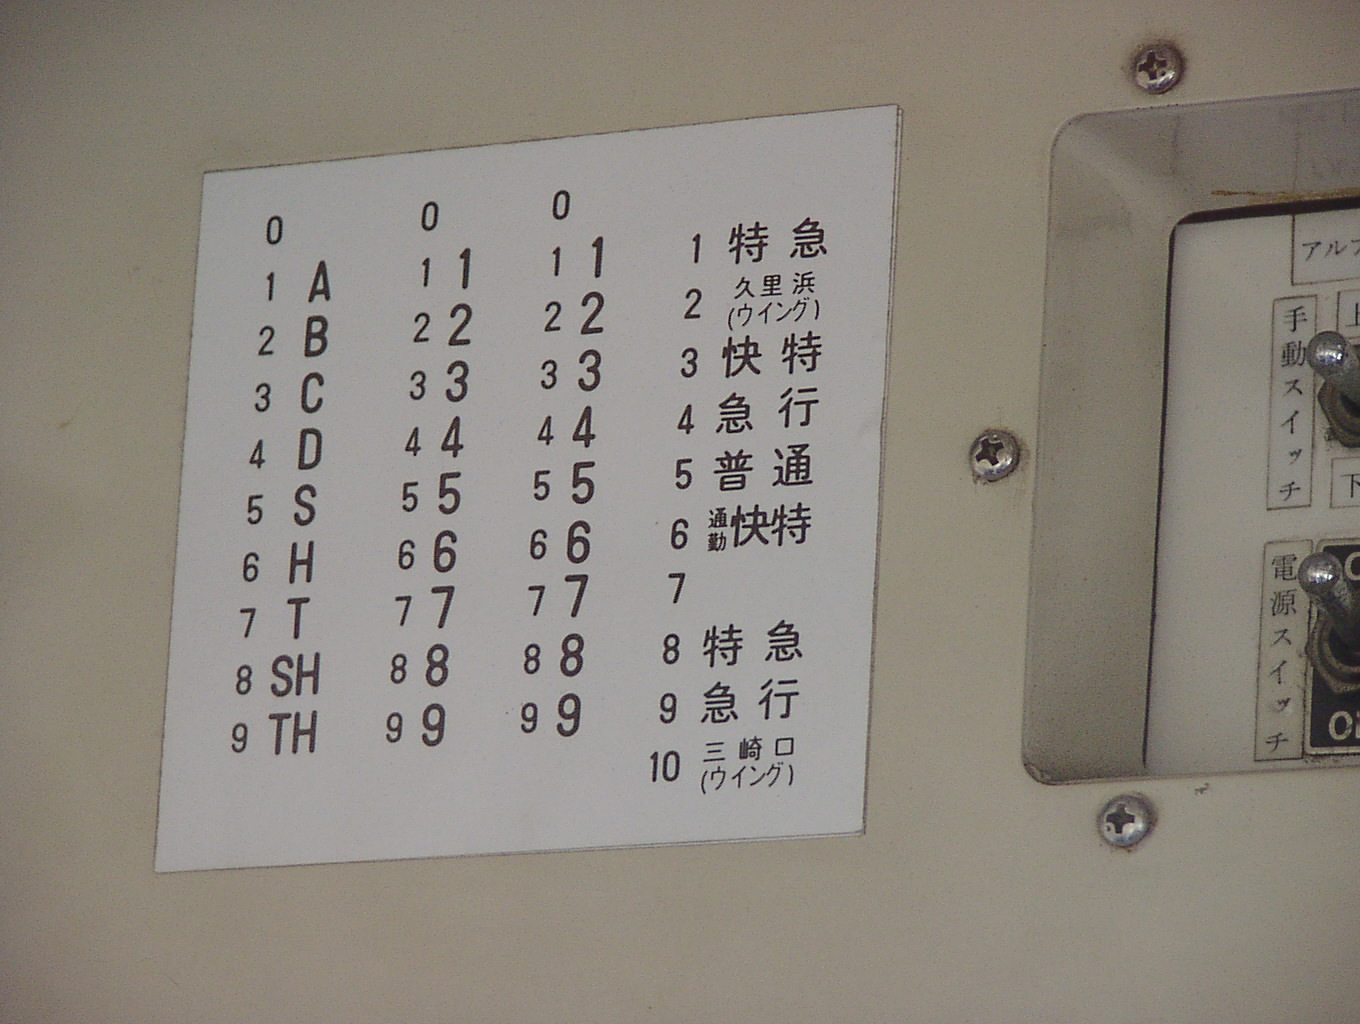 0 0 0
1 A 1 1 1 1 1 特急
2 B 2 2 2 2 2 久里浜(ウイング)
3 C 3 3 3 3 3 快特
4 D 4 4 4 4 4 急行
5 S 5 5 5 5 5 普通
6 H 6 6 6 6 6 通勤快特
7 T 7 7 7 7 7
8 SH 8 8 8 8 8 特急
9 TH 9 9 9 9 9 急行
10 三崎口(ウイング)
手動スイッチ
上
下
電源スイッチ